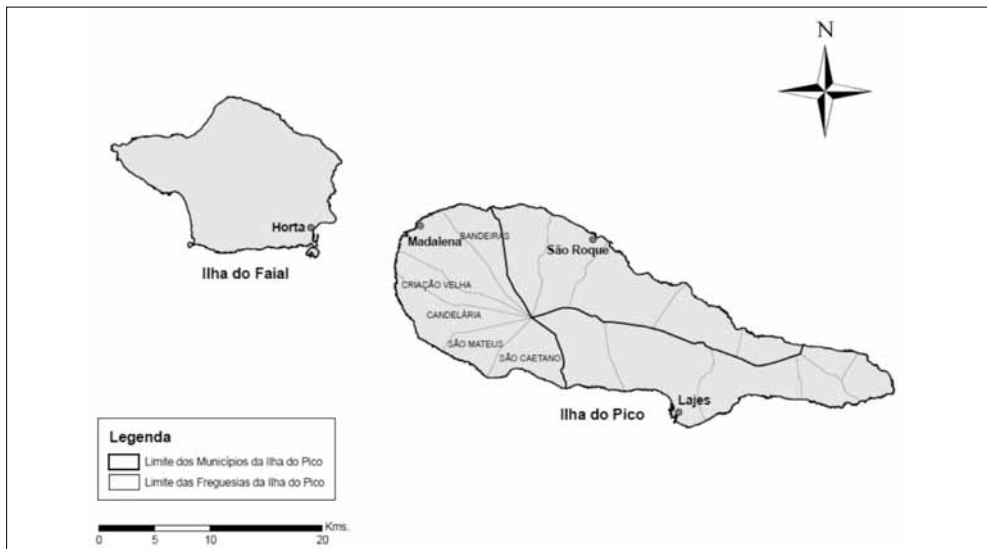 N
Horta
Ilha do Faial
Madalena
BANDEIRAS
São Roque
CRIAÇÃO VELHA
CANDELÁRIA
SÃO MATEUS
SÃO CAETANO
Ilha do Pico
Lajes
Legenda
Limite dos Municípios da Ilha do Pico
Limite das Freguesias da Ilha do Pico
Kms.
0 5 10 20